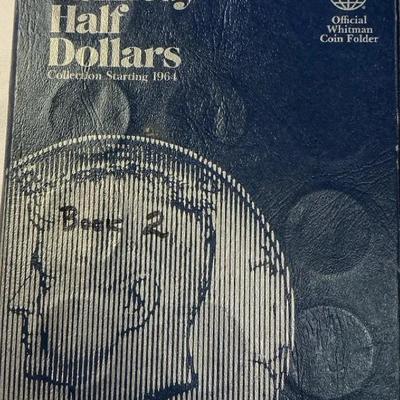 Half
Dollars
Collection Starting 1964
Official
Whitman
Coin Folder
Book 2